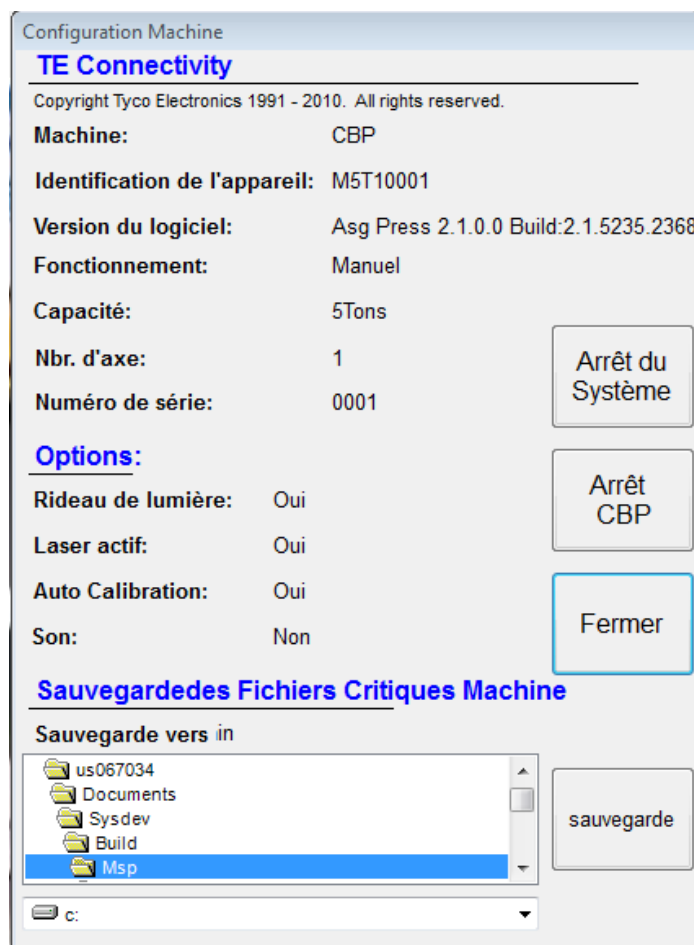 Configuration Machine
TE Connectivity
Copyright Tyco Electronics 1991 - 2010. All rights reserved.
Machine: CBP
Identification de l'appareil: M5T10001
Version du logiciel: Asg Press 2.1.0.0 Build:2.1.5235.2368
Fonctionnement: Manuel
Capacité: 5Tons
Nbr. d'axe: 1
Numéro de série: 0001
Arrêt du
Système
Options:
Rideau de lumière: Oui
Laser actif: Oui
Auto Calibration: Oui
Son: Non
Arrêt
CBP
Fermer
Sauvegardedes Fichiers Critiques Machine
Sauvegarde vers in
us067034
Documents
Sysdev
Build
Msp
sauvegarde
c: